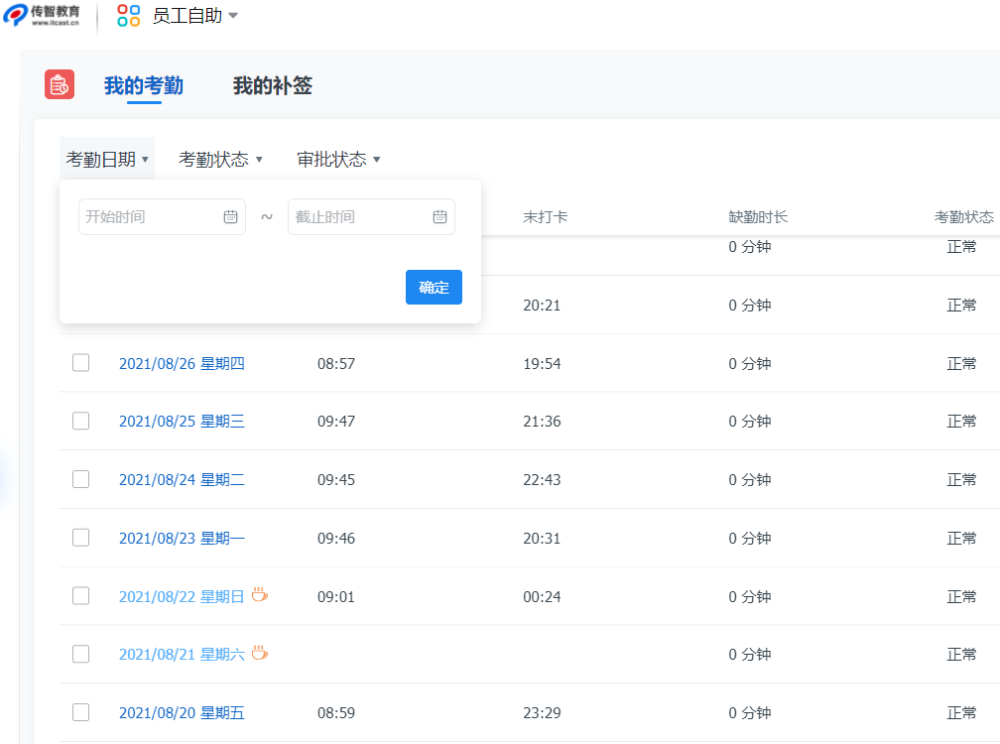 传智教育
www.itcast.cn
员工自助
我的考勤 我的补签
考勤日期 考勤状态 审批状态
开始时间 ~ 截止时间 末打卡 缺勤时长 考勤状态
0 分钟 正常
确定
20:21 0 分钟 正常
2021/08/26 星期四 08:57 19:54 0 分钟 正常
2021/08/25 星期三 09:47 21:36 0 分钟 正常
2021/08/24 星期二 09:45 22:43 0 分钟 正常
2021/08/23 星期一 09:46 20:31 0 分钟 正常
2021/08/22 星期日 09:01 00:24 0 分钟 正常
2021/08/21 星期六 0 分钟 正常
2021/08/20 星期五 08:59 23:29 0 分钟 正常